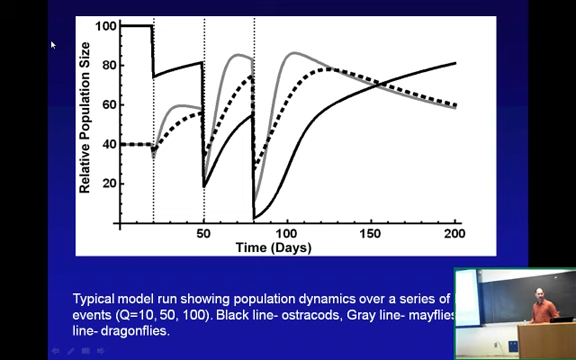 100
80
60
40
20
Relative Population Size
50
100
150
200
Time (Days)
Typical model run showing population dynamics over a series of
events (Q=10, 50, 100). Black line- ostracods, Gray line- mayflies
line- dragonflies.